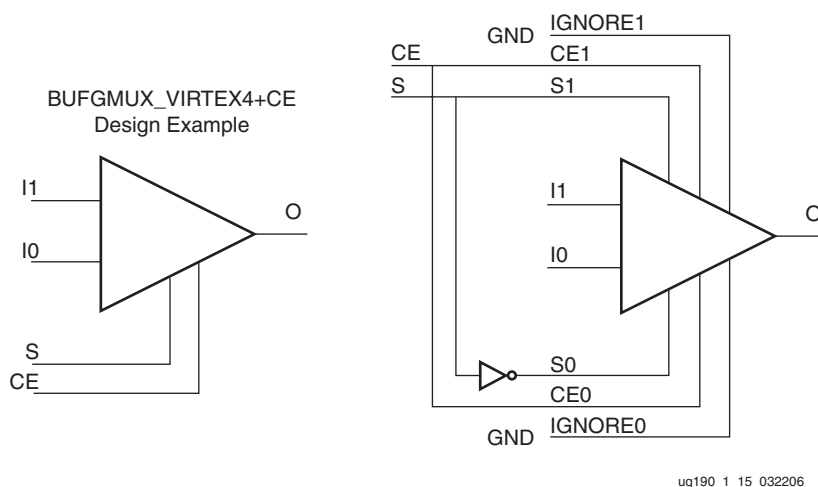 BUFGMUX_VIRTEX4+CE
Design Example
I1
I0
O
S
CE
GND
IGNORE1
CE
CE1
S
S1
I1
I0
O
S0
CE0
GND
IGNORE0
ug190_1_15_032206